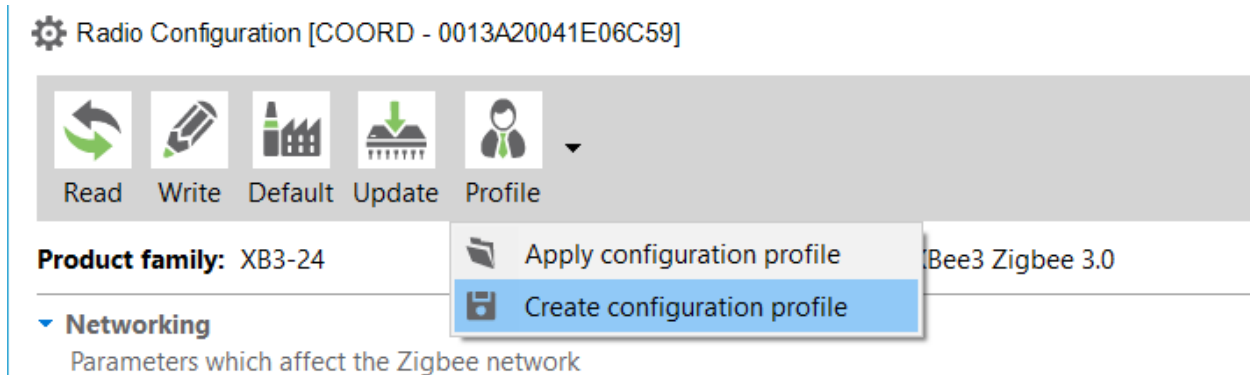 Radio Configuration [COORD - 0013A20041E06C59]
Read Write Default Update Profile
Product family: XB3-24
Apply configuration profile
Bee3 Zigbee 3.0
Create configuration profile
Networking
Parameters which affect the Zigbee network